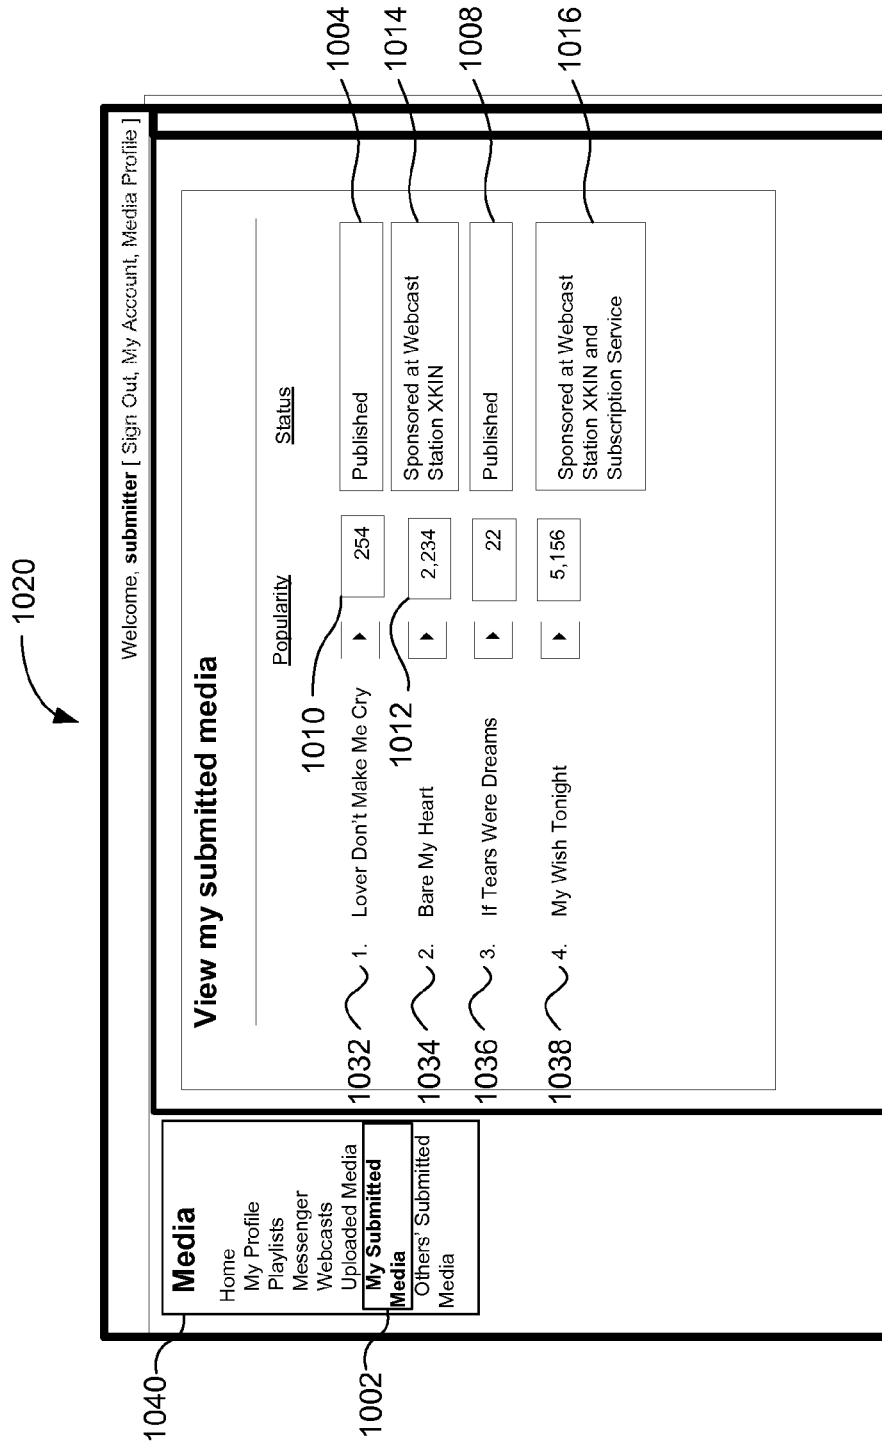 1020
Welcome, submitter [ Sign Out, My Account, Media Profile ]
1040
Media
Home
My Profile
Playlists
Messenger
Webcasts
Uploaded Media
My Submitted
Media
Others' Submitted
Media
1002
View my submitted media
Popularity
Status
1010
1032
1. Lover Don't Make Me Cry
254
Published
1004
1012
1034
2. Bare My Heart
2,234
Sponsored at Webcast
Station XKIN
1014
1036
3. If Tears Were Dreams
22
Published
1008
1038
4. My Wish Tonight
5,156
Sponsored at Webcast
Station XKIN and
Subscription Service
1016